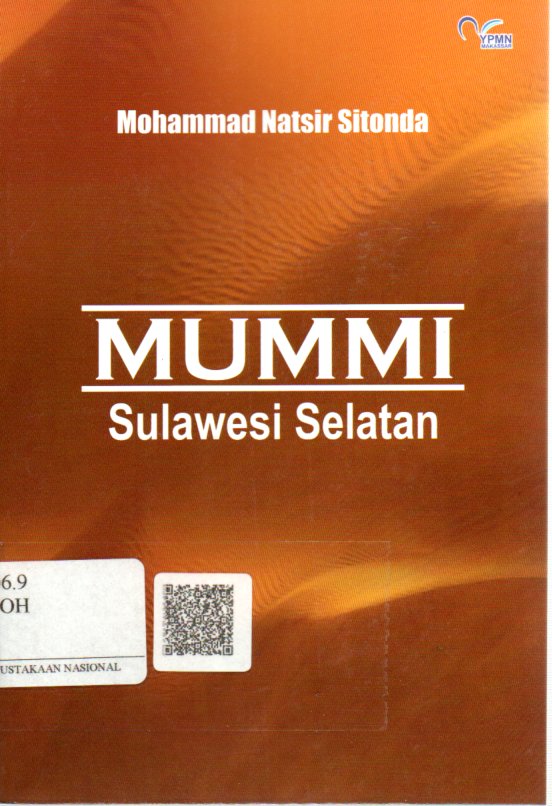 YPMN
MAKASSAR
Mohammad Natsir Sitonda
MUMMI
Sulawesi Selatan
6.9
OH
USTAKAAN NASIONAL